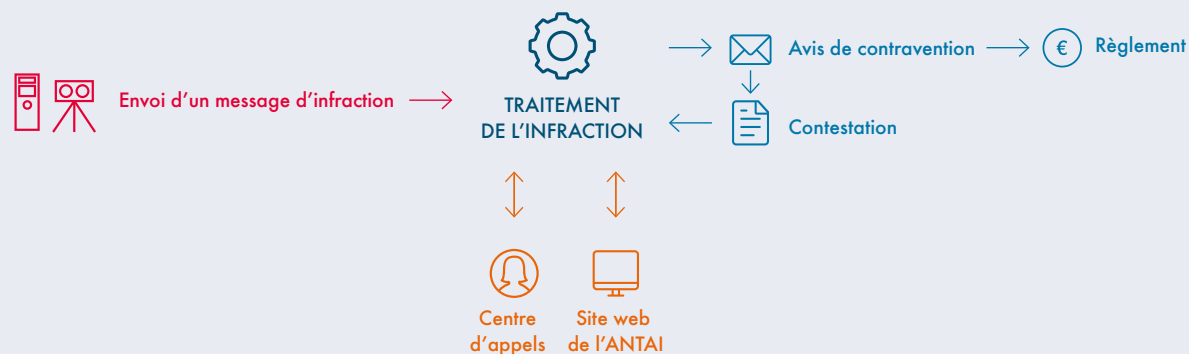 Envoi d'un message d'infraction
TRAITEMENT
DE L'INFRACTION
Avis de contravention
€
Règlement
Contestation
Centre
d'appels
Site web
de l'ANTAI